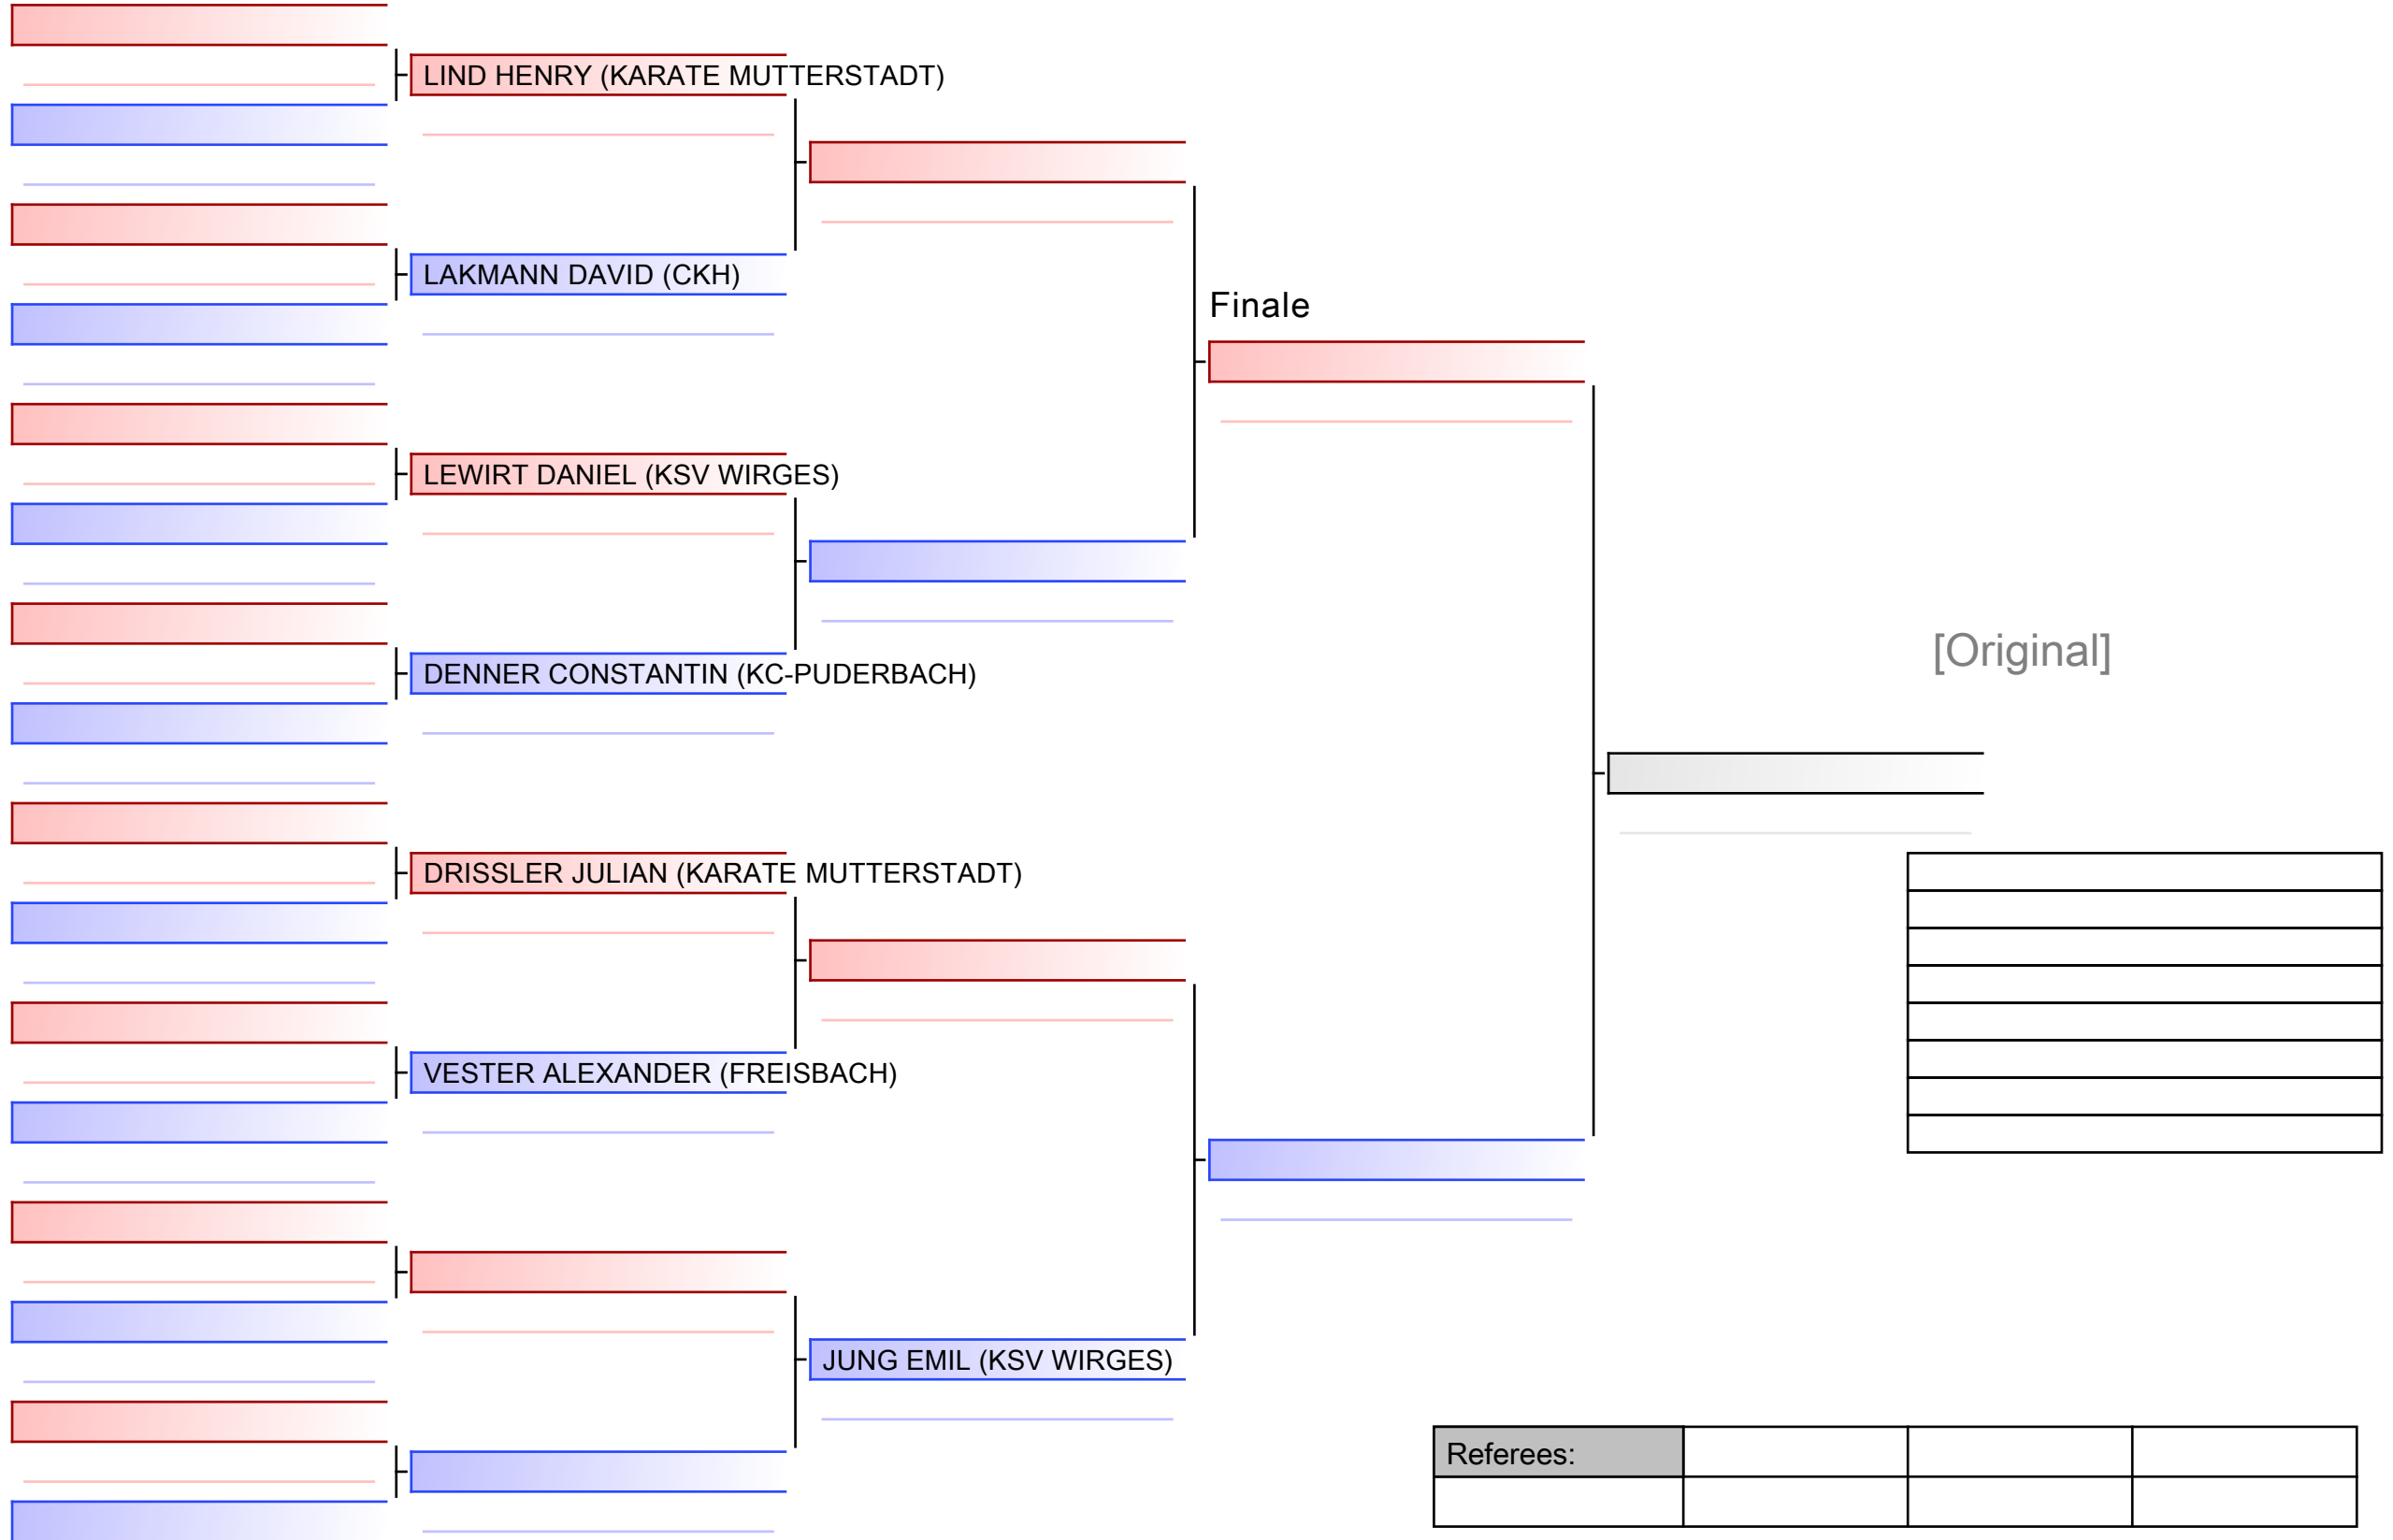 LIND HENRY (KARATE MUTTERSTADT)
LAKMANN DAVID (CKH)
Finale
LEWIRT DANIEL (KSV WIRGES)
[Original]
DENNER CONSTANTIN (KC-PUDERBACH)
DRISSLER JULIAN (KARATE MUTTERSTADT)
VESTER ALEXANDER (FREISBACH)
JUNG EMIL (KSV WIRGES)
Referees: